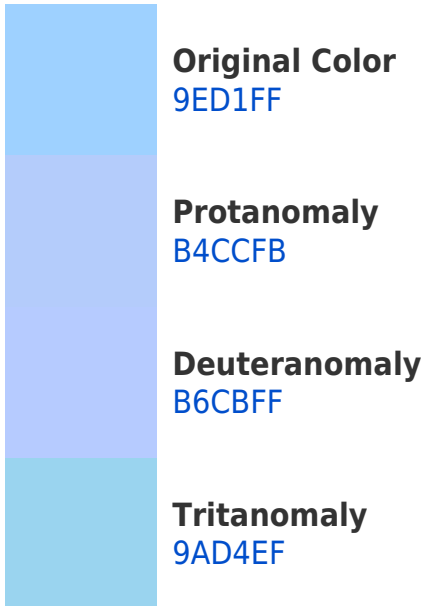 Original Color
9ED1FF
Protanomaly
B4CCFB
Deuteranomaly
B6CBFF
Tritanomaly
9AD4EF